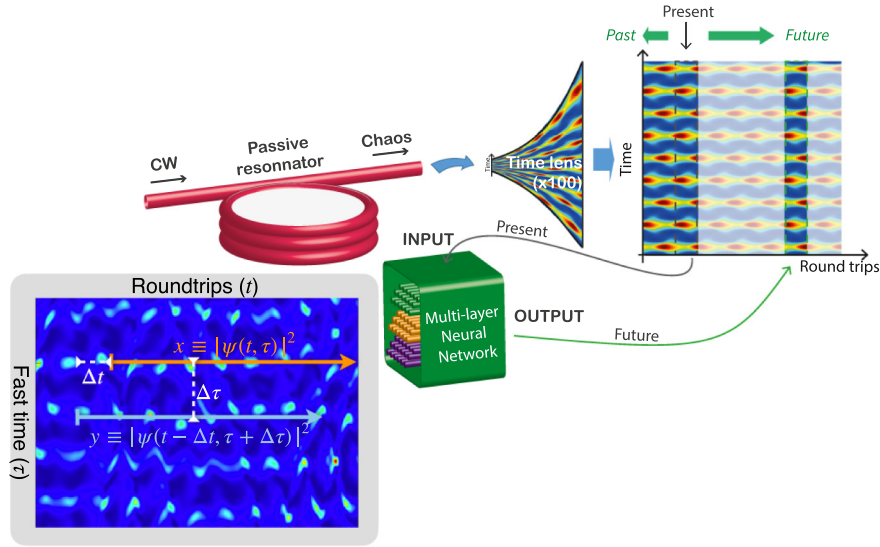 Present
Past
Future
CW
Passive
resonnator
Chaos
Time
Time lens
(x100)
Time
Round trips
Present
INPUT
Multi-layer
Neural
Network
OUTPUT
Future
Roundtrips (t)
Fast time (τ)
x ≡ |ψ(t, τ)|²
Δt
Δτ
y ≡ |ψ(t − Δt, τ + Δτ)|²